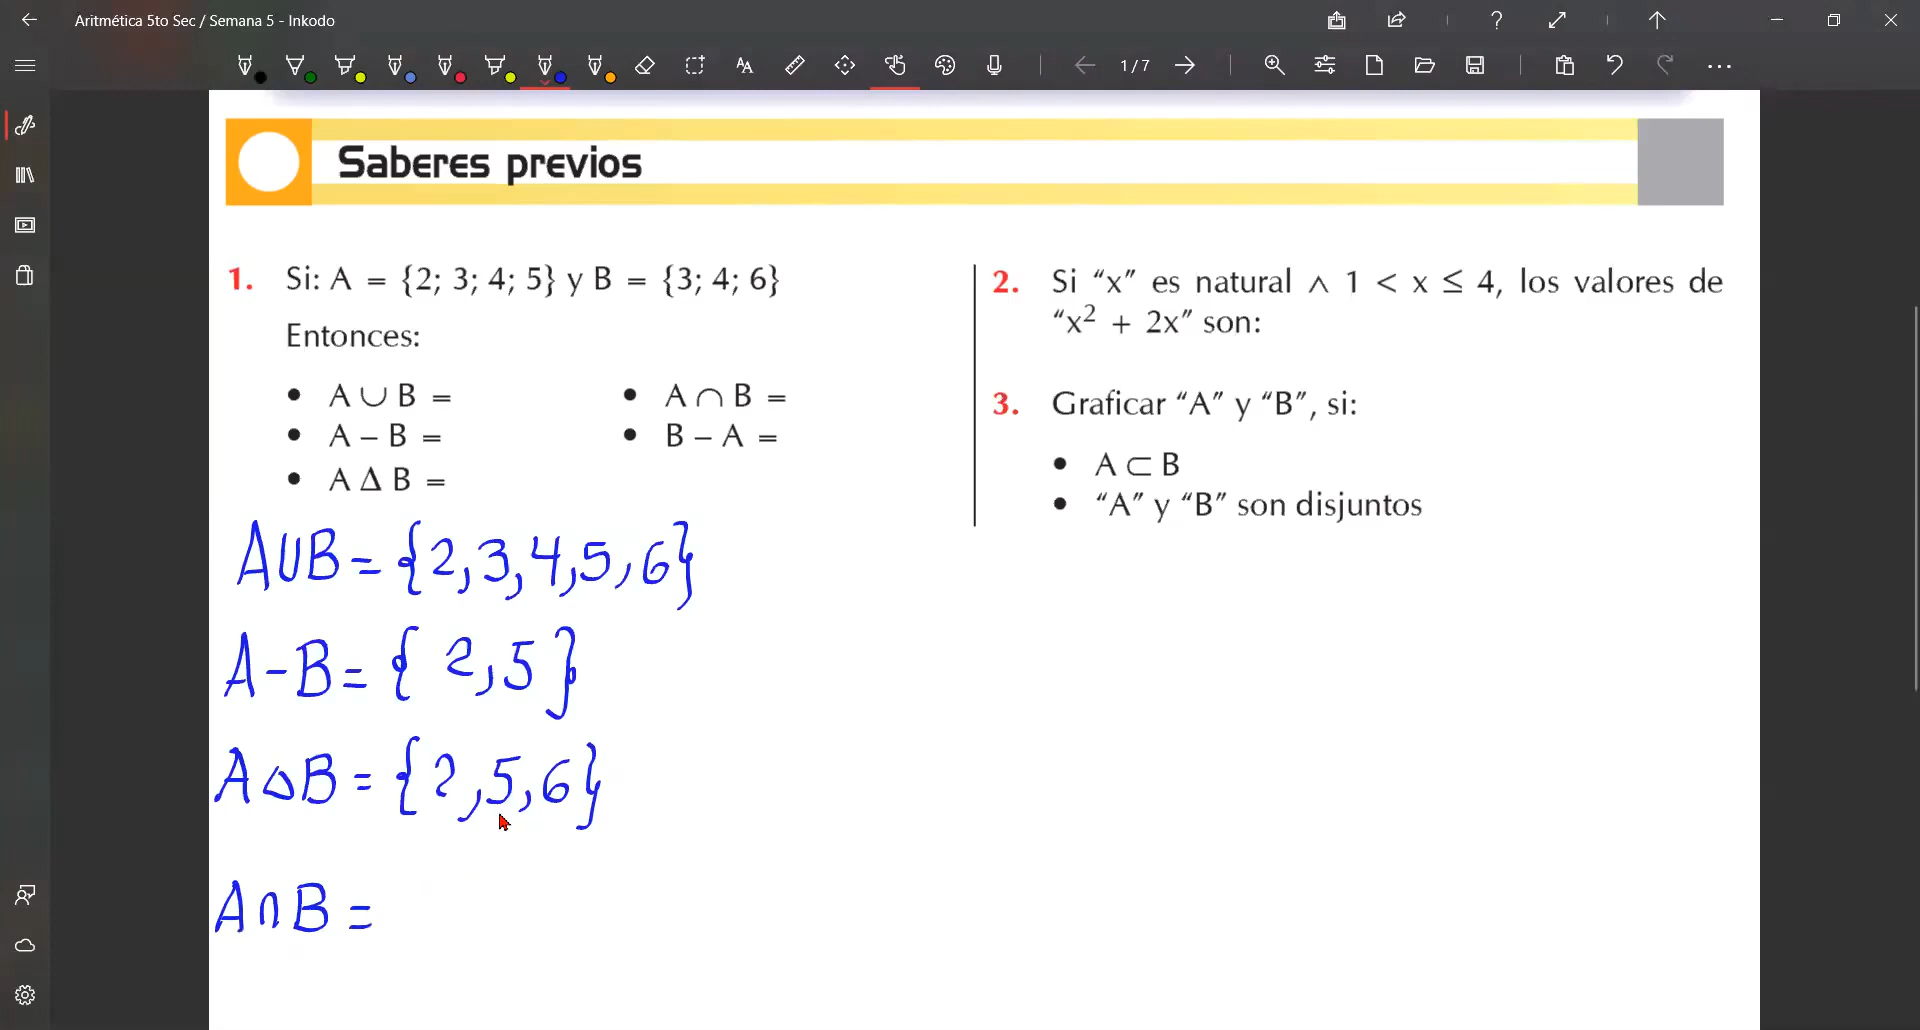 Aritmética 5to Sec / Semana 5 - Inkodo
1 / 7
Saberes previos
1. Si: A = {2; 3; 4; 5} y B = {3; 4; 6}
Entonces:
• A ∪ B =
• A ∩ B =
• A – B =
• B – A =
• A Δ B =
A∪B = {2,3,4,5,6}
A-B = { 2,5 }
A△B = {2,5,6}
A∩B =
2. Si “x” es natural ∧ 1 < x ≤ 4, los valores de
“x² + 2x” son:
3. Graficar “A” y “B”, si:
• A ⊂ B
• “A” y “B” son disjuntos